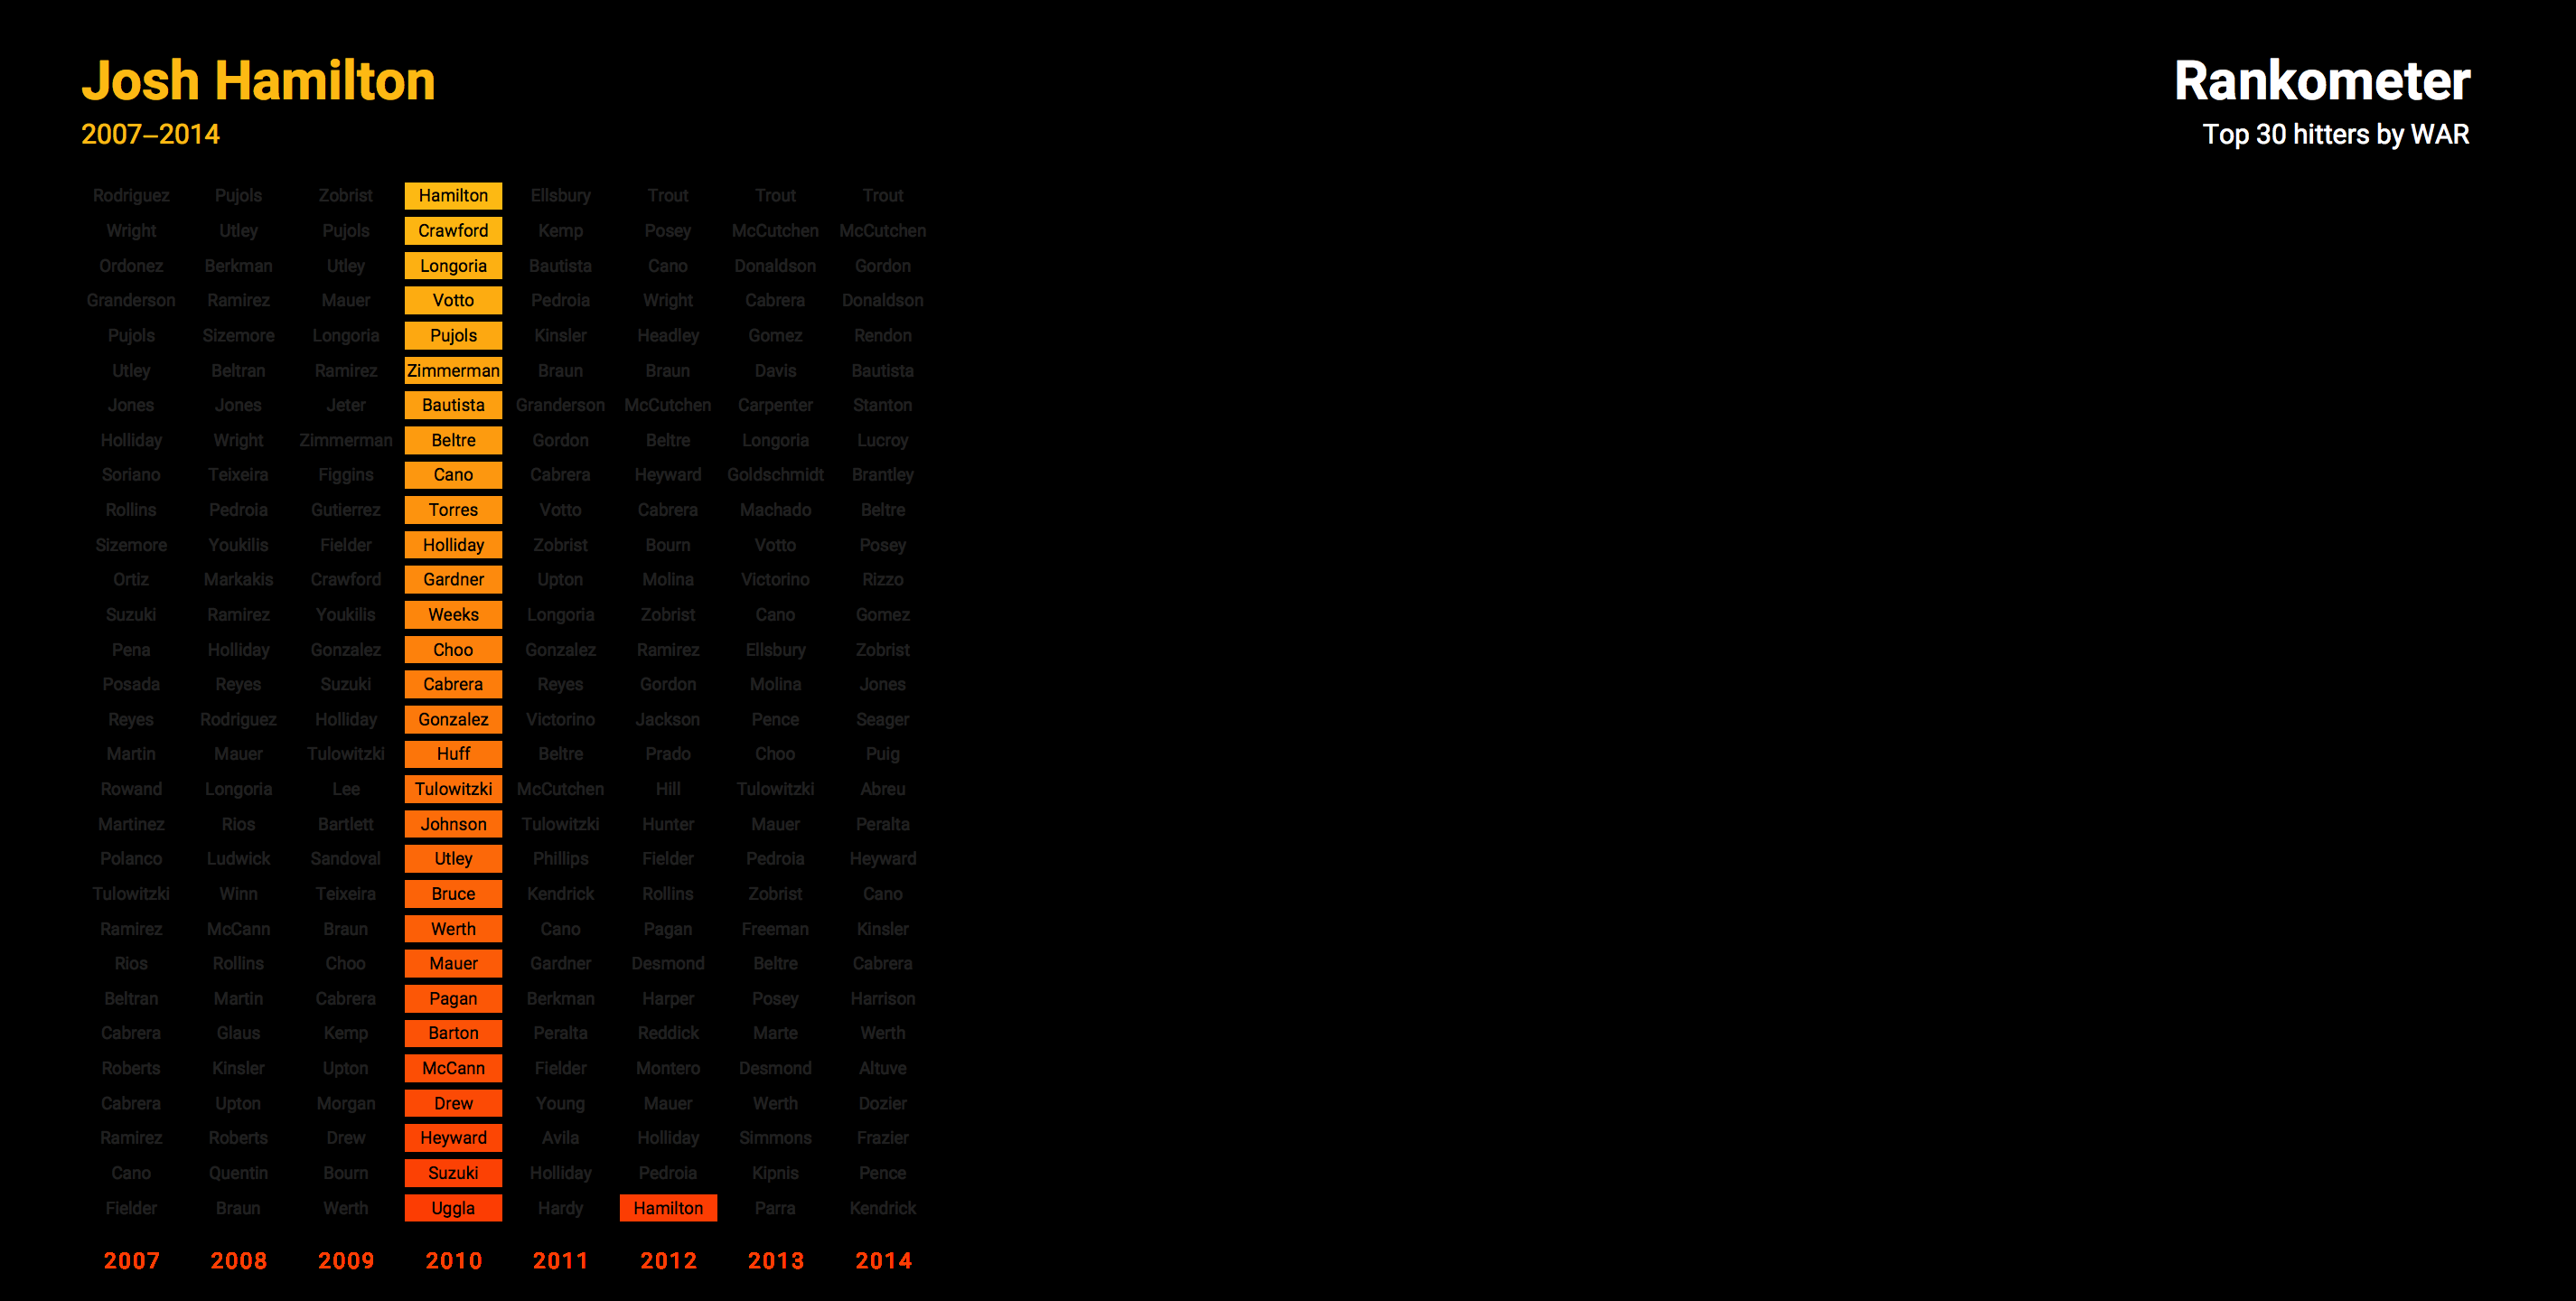 Josh Hamilton
2007–2014
Rankometer
Top 30 hitters by WAR
Rodriguez Pujols Zobrist Hamilton Ellsbury Trout Trout Trout
Wright Utley Pujols Crawford Kemp Posey McCutchen McCutchen
Ordonez Berkman Utley Longoria Bautista Cano Donaldson Gordon
Granderson Ramirez Mauer Votto Pedroia Wright Cabrera Donaldson
Pujols Sizemore Longoria Pujols Kinsler Headley Gomez Rendon
Utley Beltran Ramirez Zimmerman Braun Braun Davis Bautista
Jones Jones Jeter Bautista Granderson McCutchen Carpenter Stanton
Holliday Wright Zimmerman Beltre Gordon Beltre Longoria Lucroy
Soriano Teixeira Figgins Cano Cabrera Heyward Goldschmidt Brantley
Rollins Pedroia Gutierrez Torres Votto Cabrera Machado Beltre
Sizemore Youkilis Fielder Holliday Zobrist Bourn Votto Posey
Ortiz Markakis Crawford Gardner Upton Molina Victorino Rizzo
Suzuki Ramirez Youkilis Weeks Longoria Zobrist Cano Gomez
Pena Holliday Gonzalez Choo Gonzalez Ramirez Ellsbury Zobrist
Posada Reyes Suzuki Cabrera Reyes Gordon Molina Jones
Reyes Rodriguez Holliday Gonzalez Victorino Jackson Pence Seager
Martin Mauer Tulowitzki Huff Beltre Prado Choo Puig
Rowand Longoria Lee Tulowitzki McCutchen Hill Tulowitzki Abreu
Martinez Rios Bartlett Johnson Tulowitzki Hunter Mauer Peralta
Polanco Ludwick Sandoval Utley Phillips Fielder Pedroia Heyward
Tulowitzki Winn Teixeira Bruce Kendrick Rollins Zobrist Cano
Ramirez McCann Braun Werth Cano Pagan Freeman Kinsler
Rios Rollins Choo Mauer Gardner Desmond Beltre Cabrera
Beltran Martin Cabrera Pagan Berkman Harper Posey Harrison
Cabrera Glaus Kemp Barton Peralta Reddick Marte Werth
Roberts Kinsler Upton McCann Fielder Montero Desmond Altuve
Cabrera Upton Morgan Drew Young Mauer Werth Dozier
Ramirez Roberts Drew Heyward Avila Holliday Simmons Frazier
Cano Quentin Bourn Suzuki Holliday Pedroia Kipnis Pence
Fielder Braun Werth Uggla Hardy Hamilton Parra Kendrick
2007 2008 2009 2010 2011 2012 2013 2014